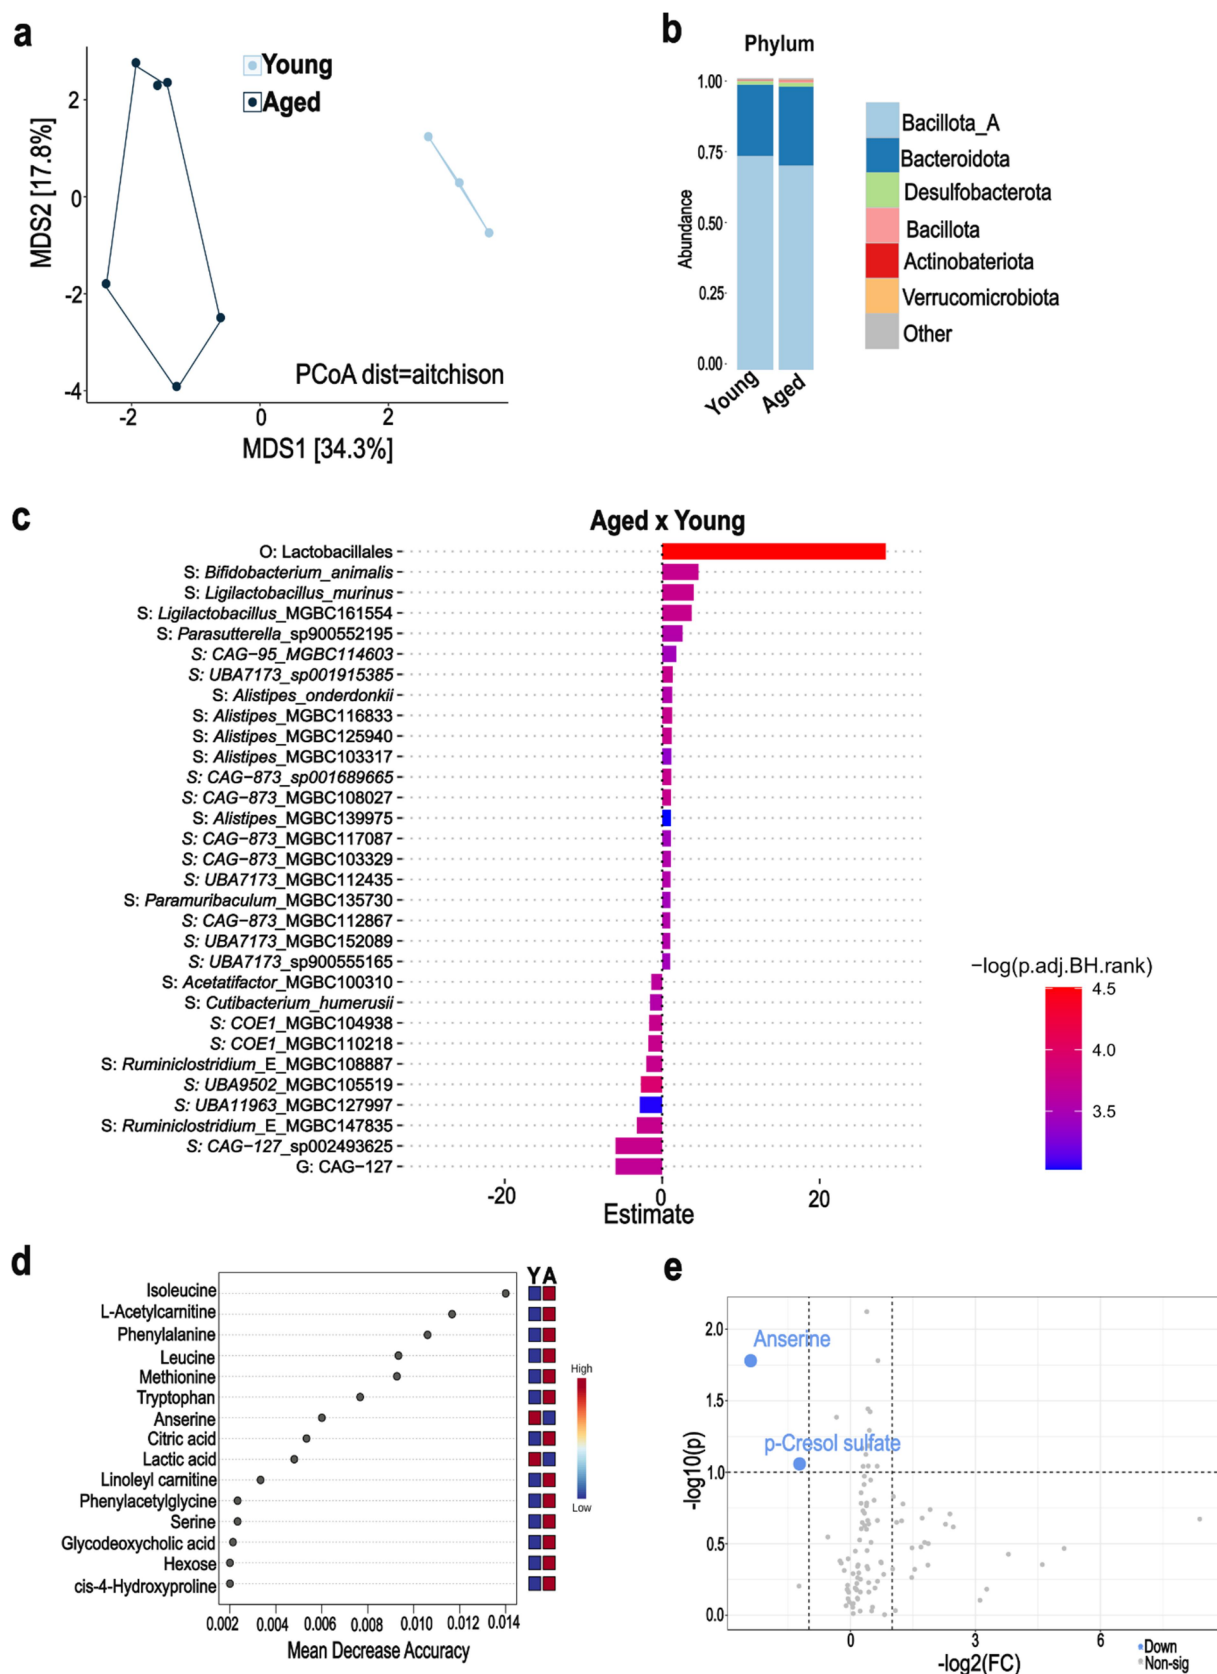 a
Young
Aged
2
0
-2
-4
MDS2 [17.8%]
-2
0
2
MDS1 [34.3%]
PCoA dist=aitchison
b
Phylum
1.00
0.75
0.50
0.25
0.00
Abundance
Young
Aged
Bacillota_A
Bacteroidota
Desulfobacterota
Bacillota
Actinobateriota
Verrucomicrobiota
Other
c
Aged x Young
O: Lactobacillales
S: Bifidobacterium_animalis
S: Ligilactobacillus_murinus
S: Ligilactobacillus_MGBC161554
S: Parasutterella_sp900552195
S: CAG-95_MGBC114603
S: UBA7173_sp001915385
S: Alistipes_onderdonkii
S: Alistipes_MGBC116833
S: Alistipes_MGBC125940
S: Alistipes_MGBC103317
S: CAG-873_sp001689665
S: CAG-873_MGBC108027
S: Alistipes_MGBC139975
S: CAG-873_MGBC117087
S: CAG-873_MGBC103329
S: UBA7173_MGBC112435
S: Paramuribaculum_MGBC135730
S: CAG-873_MGBC112867
S: UBA7173_MGBC152089
S: UBA7173_sp900555165
S: Acetatifactor_MGBC100310
S: Cutibacterium_humerusii
S: COE1_MGBC104938
S: COE1_MGBC110218
S: Ruminiclostridium_E_MGBC108887
S: UBA9502_MGBC105519
S: UBA11963_MGBC127997
S: Ruminiclostridium_E_MGBC147835
S: CAG-127_sp002493625
G: CAG-127
-20
0
20
Estimate
−log(p.adj.BH.rank)
4.5
4.0
3.5
d
Y A
Isoleucine
L-Acetylcarnitine
Phenylalanine
Leucine
Methionine
Tryptophan
Anserine
Citric acid
Lactic acid
Linoleyl carnitine
Phenylacetylglycine
Serine
Glycodeoxycholic acid
Hexose
cis-4-Hydroxyproline
0.002 0.004 0.006 0.008 0.010 0.012 0.014
Mean Decrease Accuracy
High
Low
e
2.0
1.5
1.0
0.5
0.0
-log10(p)
Anserine
p-Cresol sulfate
0
3
6
-log2(FC)
Down
Non-sig